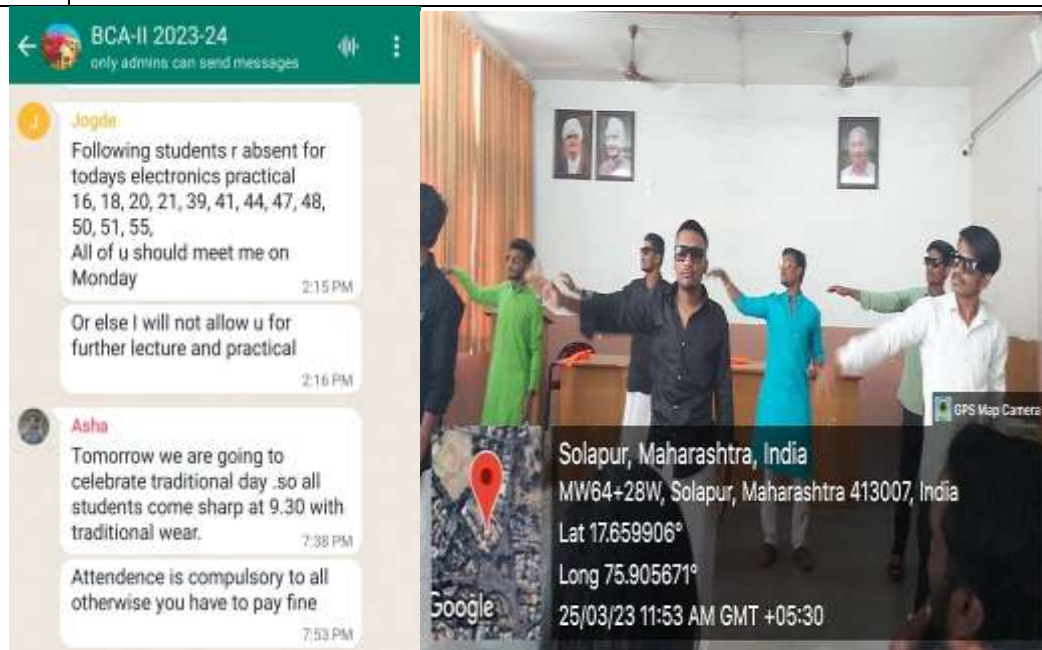 BCA-II 2023-24
only admins can send messages
J
Jogde
Following students r absent for
todays electronics practical
16, 18, 20, 21, 39, 41, 44, 47, 48,
50, 51, 55,
All of u should meet me on
Monday
2:15 PM
Or else I will not allow u for
further lecture and practical
2:16 PM
Asha
Tomorrow we are going to
celebrate traditional day .so all
students come sharp at 9.30 with
traditional wear.
7:38 PM
Attendence is compulsory to all
otherwise you have to pay fine
7:53 PM
GPS Map Camera
Solapur, Maharashtra, India
MW64+28W, Solapur, Maharashtra 413007, India
Lat 17.659906°
Long 75.905671°
25/03/23 11:53 AM GMT +05:30
Google